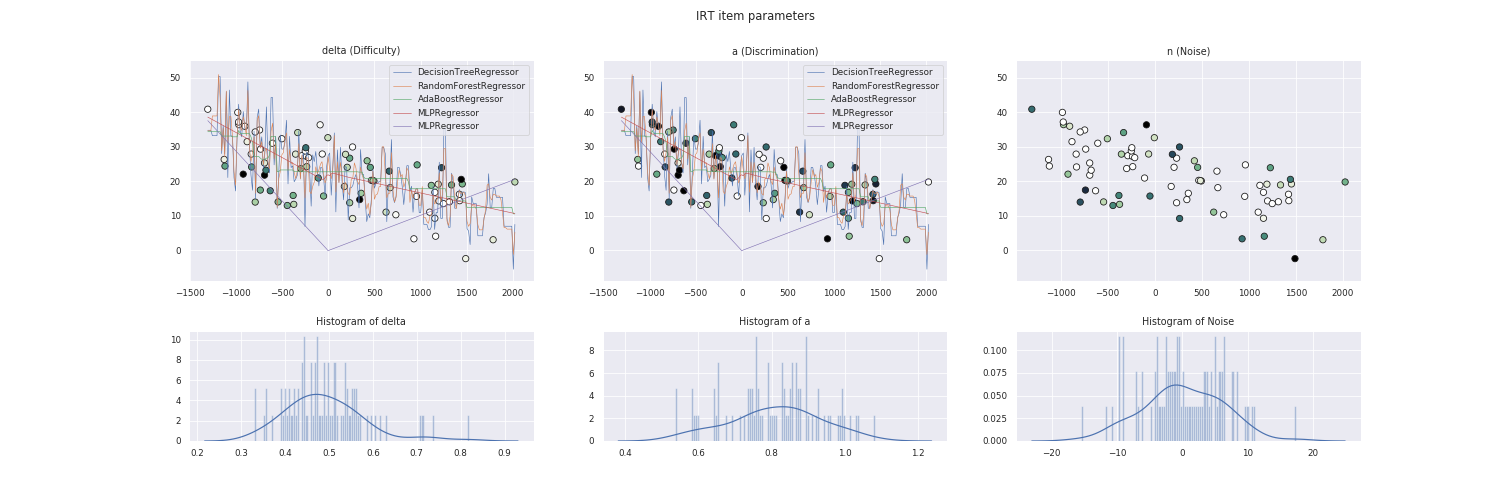 IRT item parameters
delta (Difficulty)
a (Discrimination)
n (Noise)
50
40
30
20
10
0
DecisionTreeRegressor
RandomForestRegressor
AdaBoostRegressor
MLPRegressor
MLPRegressor
−1500 −1000 −500 0 500 1000 1500 2000
50
40
30
20
10
0
DecisionTreeRegressor
RandomForestRegressor
AdaBoostRegressor
MLPRegressor
MLPRegressor
−1500 −1000 −500 0 500 1000 1500 2000
50
40
30
20
10
0
−1000 −500 0 500 1000 1500 2000
Histogram of delta
10
8
6
4
2
0
0.2 0.3 0.4 0.5 0.6 0.7 0.8 0.9
Histogram of a
8
6
4
2
0
0.4 0.6 0.8 1.0 1.2
Histogram of Noise
0.100
0.075
0.050
0.025
0.000
−20 −10 0 10 20